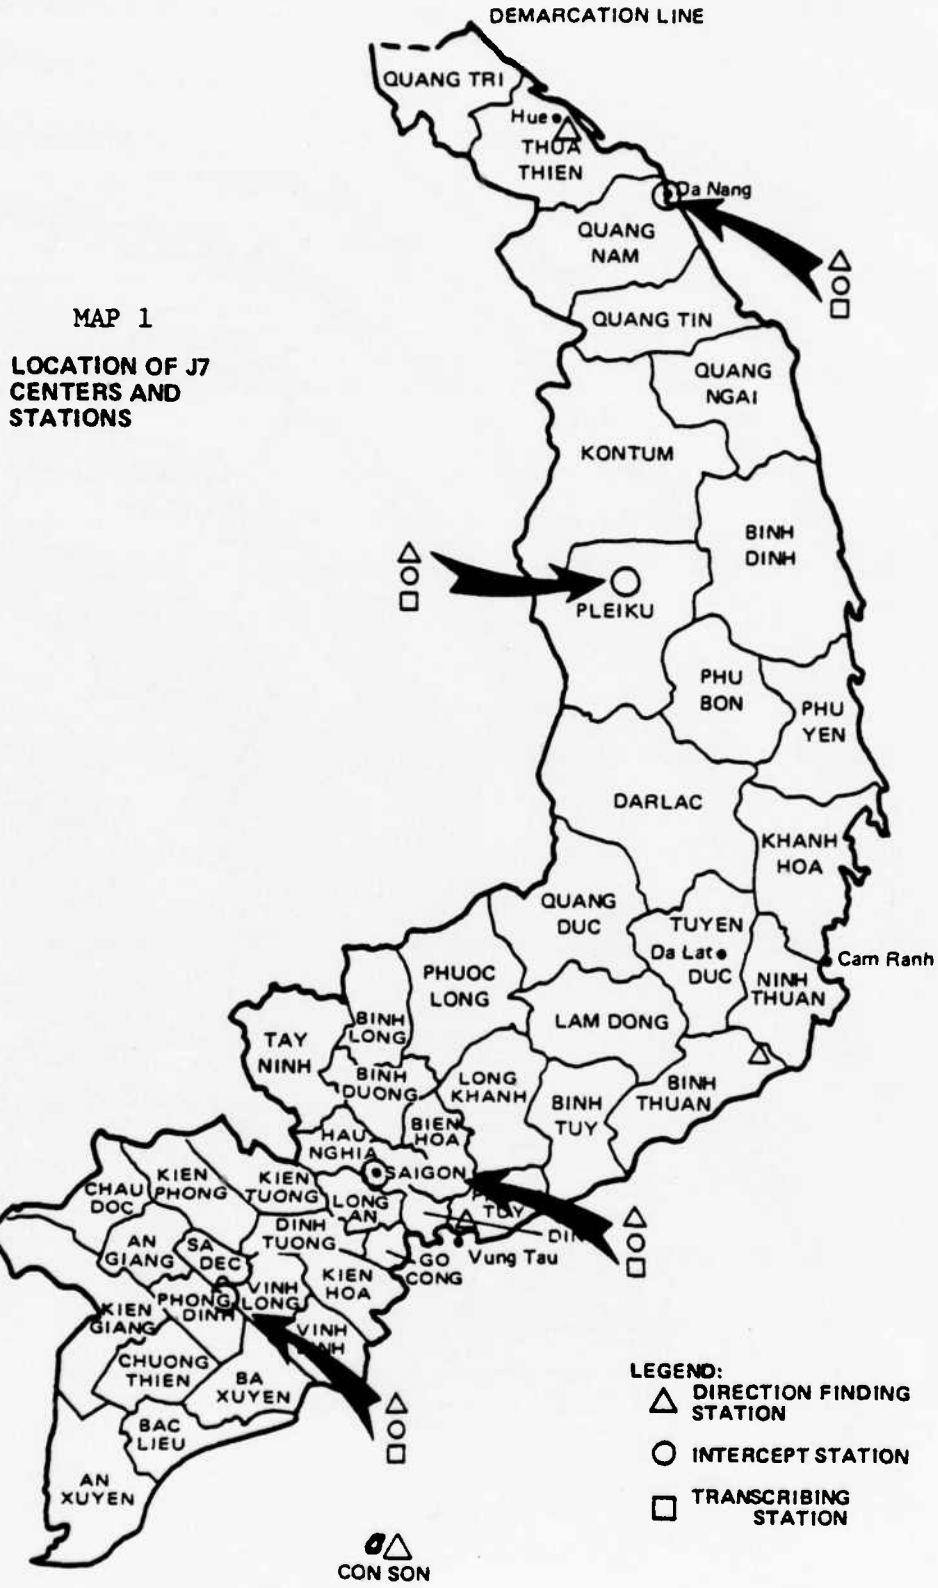 DEMARCATION LINE
QUANG TRI
Hue
THUA
THIEN
Da Nang
QUANG
NAM
MAP 1
LOCATION OF J7
CENTERS AND
STATIONS
QUANG TIN
QUANG
NGAI
KONTUM
BINH
DINH
PLEIKU
PHU
BON
PHU
YEN
DARLAC
KHANH
HOA
QUANG
DUC
TUYEN
Da Lat
DUC
Cam Ranh
PHUOC
LONG
NINH
THUAN
BINH
LONG
LAM DONG
TAY
NINH
BINH
DUONG
LONG
KHANH
BINH
THUAN
BINH
TUY
BIEN
HOA
HAU
NGHIA
SAIGON
KIEN
PHONG
KIEN
TUONG
CHAU
DOC
LONG
AN
TUY
DINH
TUONG
DIN
AN
GIANG
SA
DEC
Vung Tau
GO
CONG
KIEN
HOA
VINH
LONG
PHONG
DINH
KIEN
GIANG
VINH
CHUONG
THIEN
BA
XUYEN
BAC
LIEU
AN
XUYEN
CON SON
LEGEND:
DIRECTION FINDING
STATION
INTERCEPT STATION
TRANSCRIBING
STATION